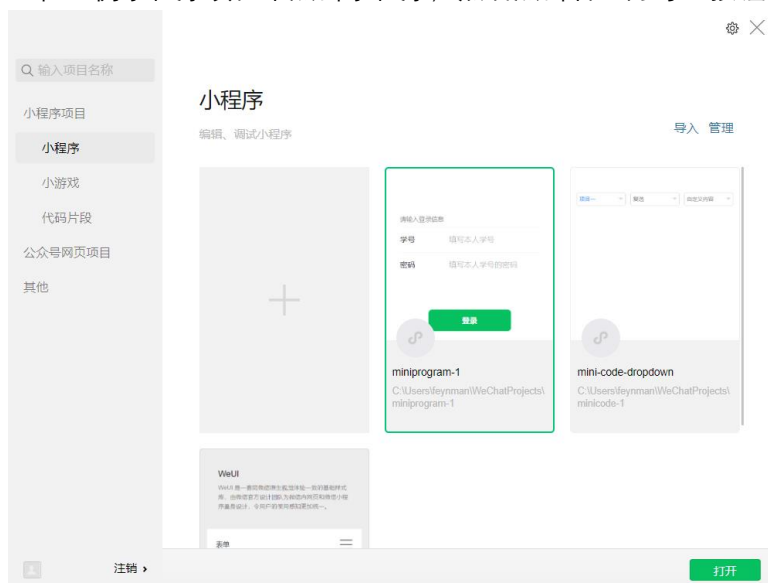 输入项目名称
小程序项目
小程序
小游戏
代码片段
公众号网页项目
其他
注销
小程序
编辑、调试小程序
导入 管理
请输入登录信息
学号 填写本人学号
密码 填写本人学号的密码
登录
miniprogram-1
C:\Users\feynman\WeChatProjects\
miniprogram-1
mini-code-dropdown
C:\Users\feynman\WeChatProjects\
minicode-1
WeUI
表单
打开